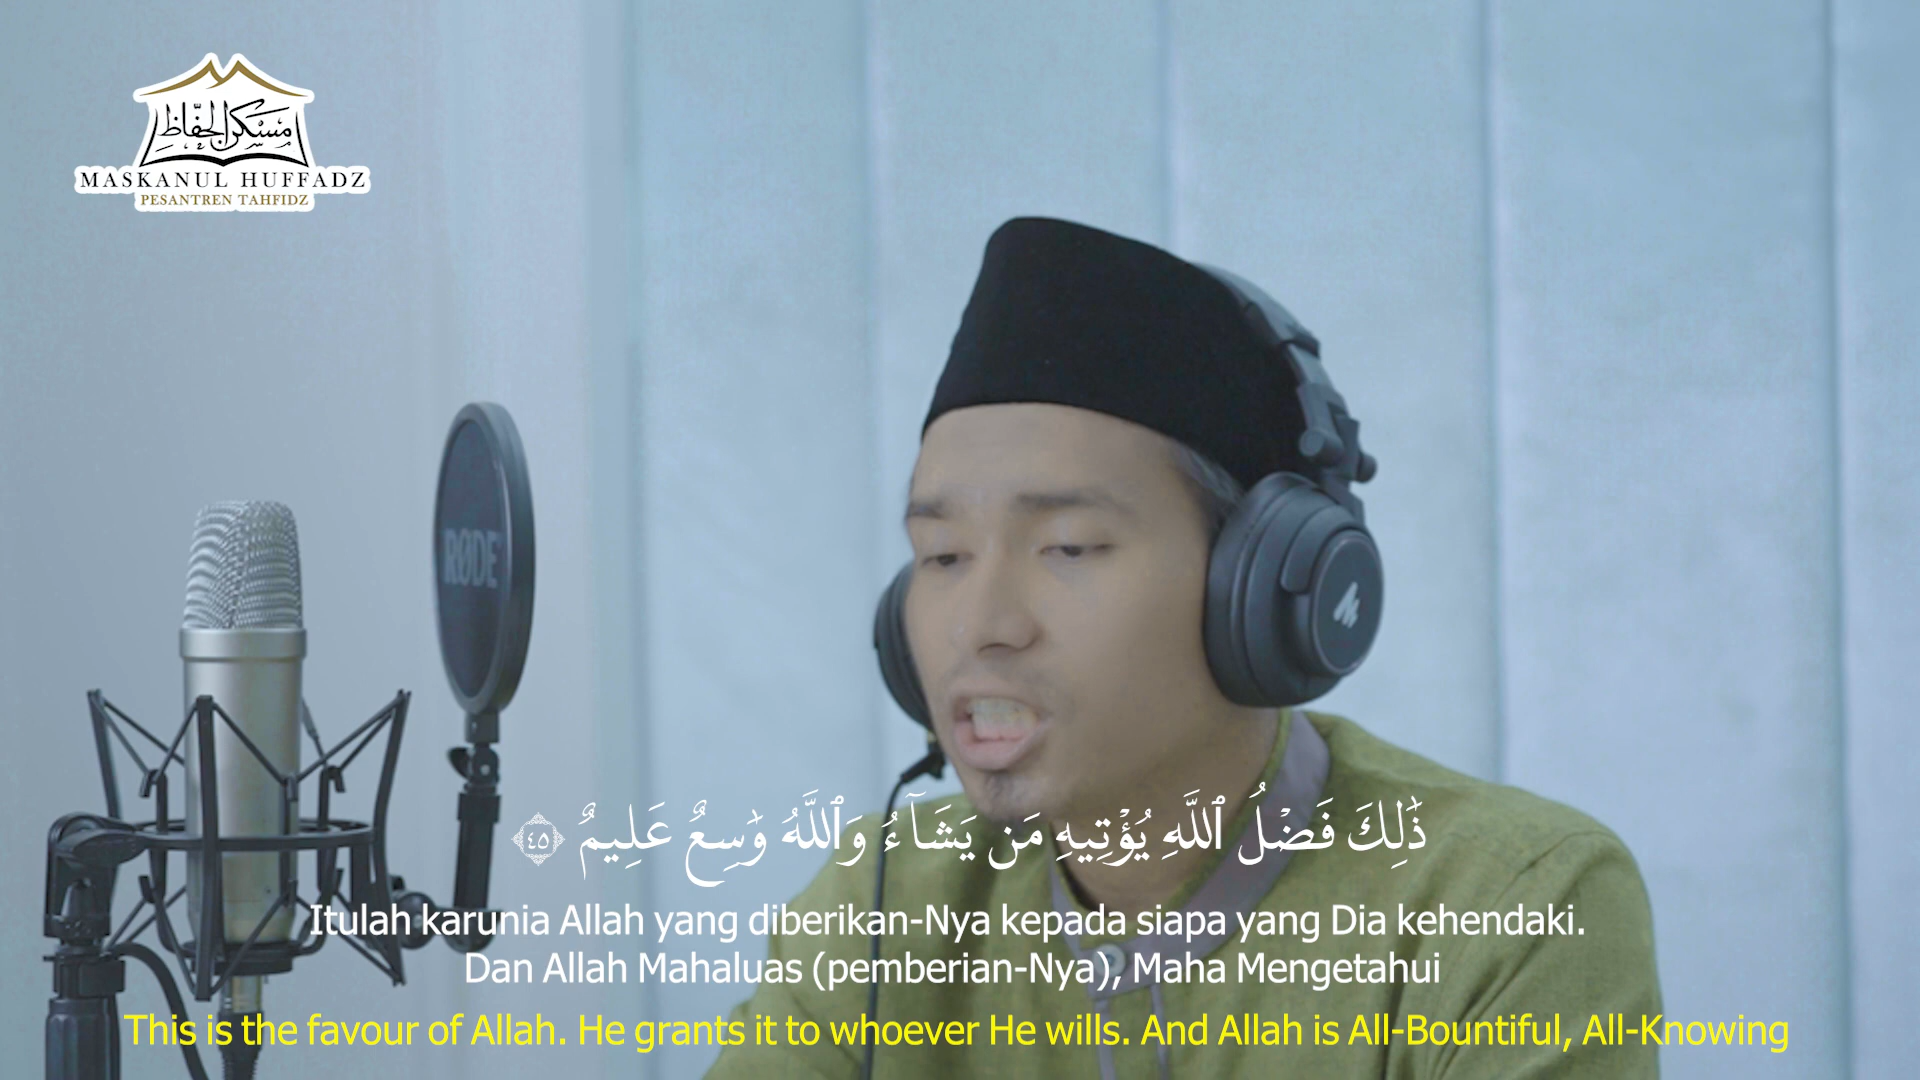 مسكن الحفاظ
MASKANUL HUFFADZ
PESANTREN TAHFIDZ
RØDE
ذَٰلِكَ فَضْلُ ٱللَّهِ يُؤْتِيهِ مَن يَشَآءُ وَٱللَّهُ وَٰسِعٌ عَلِيمٌ ٤٥
Itulah karunia Allah yang diberikan-Nya kepada siapa yang Dia kehendaki.
Dan Allah Mahaluas (pemberian-Nya), Maha Mengetahui
This is the favour of Allah. He grants it to whoever He wills. And Allah is All-Bountiful, All-Knowing